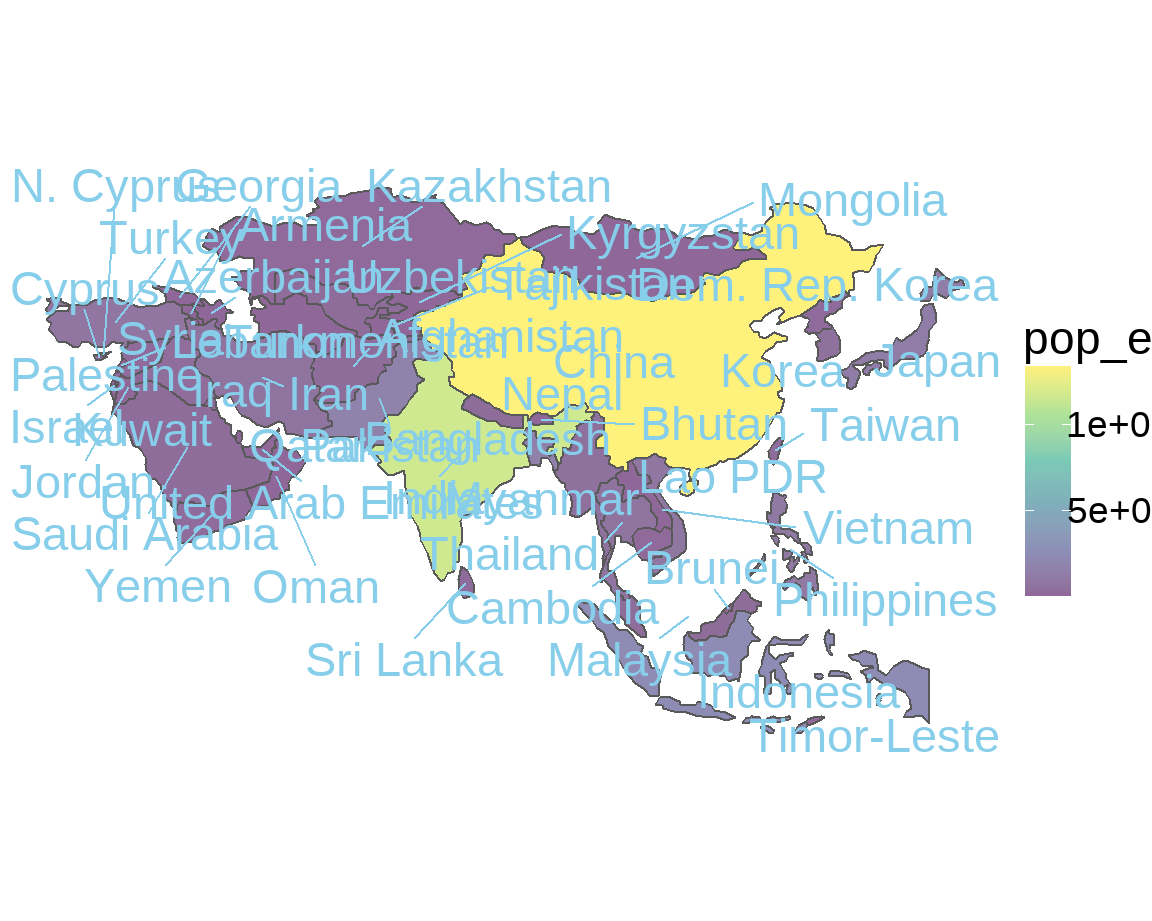 N. Cyprus
Georgia
Kazakhstan
Mongolia
Turkey
Armenia
Kyrgyzstan
Cyprus
Azerbaijan
Uzbekistan
Tajikistan
Dem. Rep. Korea
Syria
Lebanon
Turkmenistan
Afghanistan
China
Korea
Japan
Palestine
Iraq
Iran
Nepal
Israel
Kuwait
Qatar
Pakistan
Bangladesh
Bhutan
Taiwan
Jordan
United Arab Emirates
India
Myanmar
Lao PDR
Saudi Arabia
Thailand
Vietnam
Yemen
Oman
Cambodia
Brunei
Philippines
Sri Lanka
Malaysia
Indonesia
Timor-Leste
pop_e
1e+0
5e+0